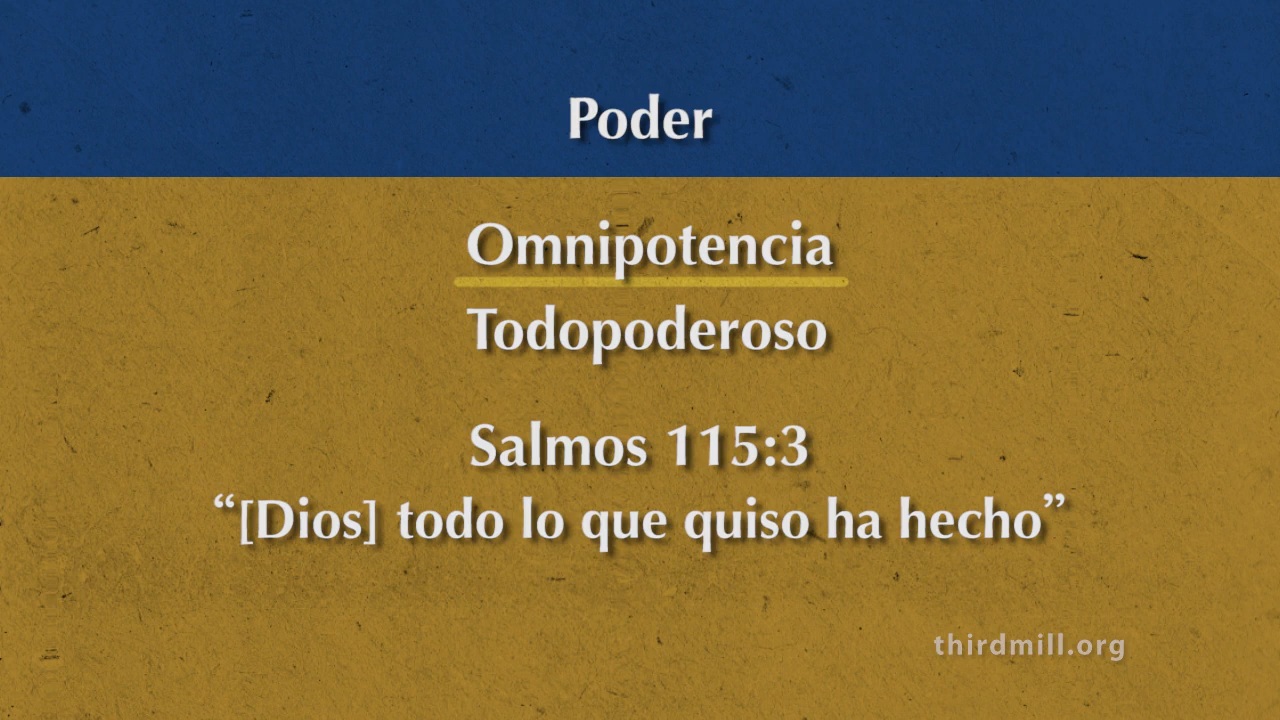 Poder
Omnipotencia
Todopoderoso
Salmos 115:3
“[Dios] todo lo que quiso ha hecho”
thirdmill.org